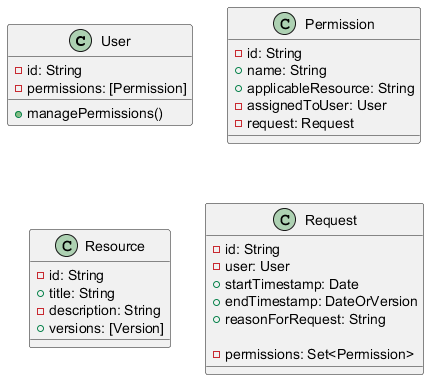 C User
id: String
permissions: [Permission]
managePermissions()
C Permission
id: String
name: String
applicableResource: String
assignedToUser: User
request: Request
C Resource
id: String
title: String
description: String
versions: [Version]
C Request
id: String
user: User
startTimestamp: Date
endTimestamp: DateOrVersion
reasonForRequest: String
permissions: Set<Permission>